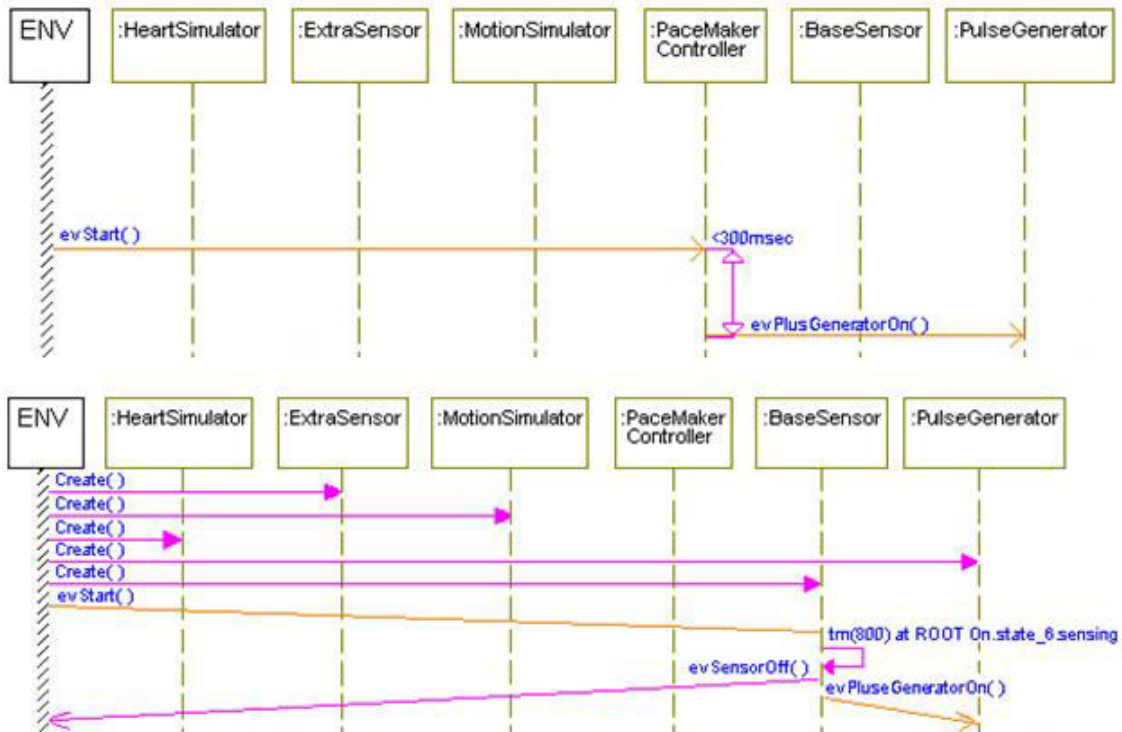 ENV
:HeartSimulator
:ExtraSensor
:MotionSimulator
:PaceMaker
Controller
:BaseSensor
:PulseGenerator
evStart( )
<300msec
evPlusGeneratorOn( )
ENV
:HeartSimulator
:ExtraSensor
:MotionSimulator
:PaceMaker
Controller
:BaseSensor
:PulseGenerator
Create( )
Create( )
Create( )
Create( )
Create( )
evStart( )
tm(800) at ROOT On.state_6.sensing
evSensorOff( )
evPluseGeneratorOn( )